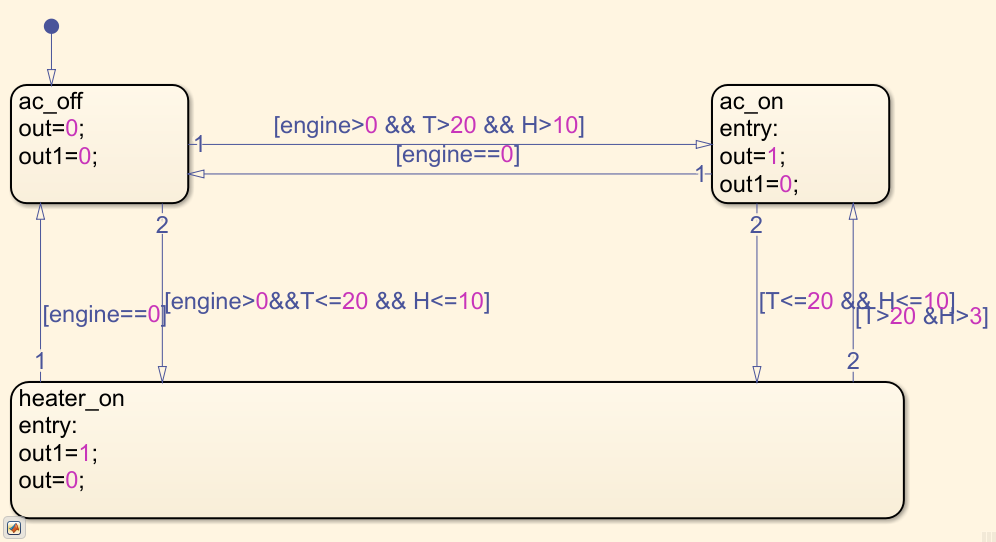 ac_off
out=0;
out1=0;
ac_on
entry:
out=1;
out1=0;
[engine>0 && T>20 && H>10]
1
[engine==0]
1
2
2
[engine>0&&T<=20 && H<=10]
[T<=20 && H<=10]
[engine==0]
[T>20 &H>3]
1
2
heater_on
entry:
out1=1;
out=0;